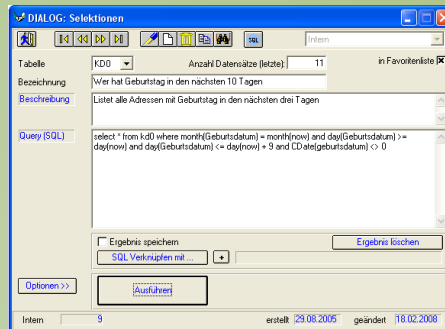 DIALOG: Selektionen
SQL
Intern
Tabelle
KD0
Anzahl Datensätze (letzte):
11
in Favoritenliste
Bezeichnung
Wer hat Geburtstag in den nächsten 10 Tagen
Beschreibung
Listet alle Adressen mit Geburtstag in den nächsten drei Tagen
Query (SQL)
select * from kd0 where month(Geburtsdatum) = month(now) and day(Geburtsdatum) >=
day(now) and day(Geburtsdatum) <= day(now) + 9 and CDate(geburtsdatum) <> 0
Ergebnis speichern
Ergebnis löschen
SQL Verknüpfen mit ...
+
Optionen >>
Ausführen
Intern
9
erstellt
29.08.2005
geändert
18.02.2008